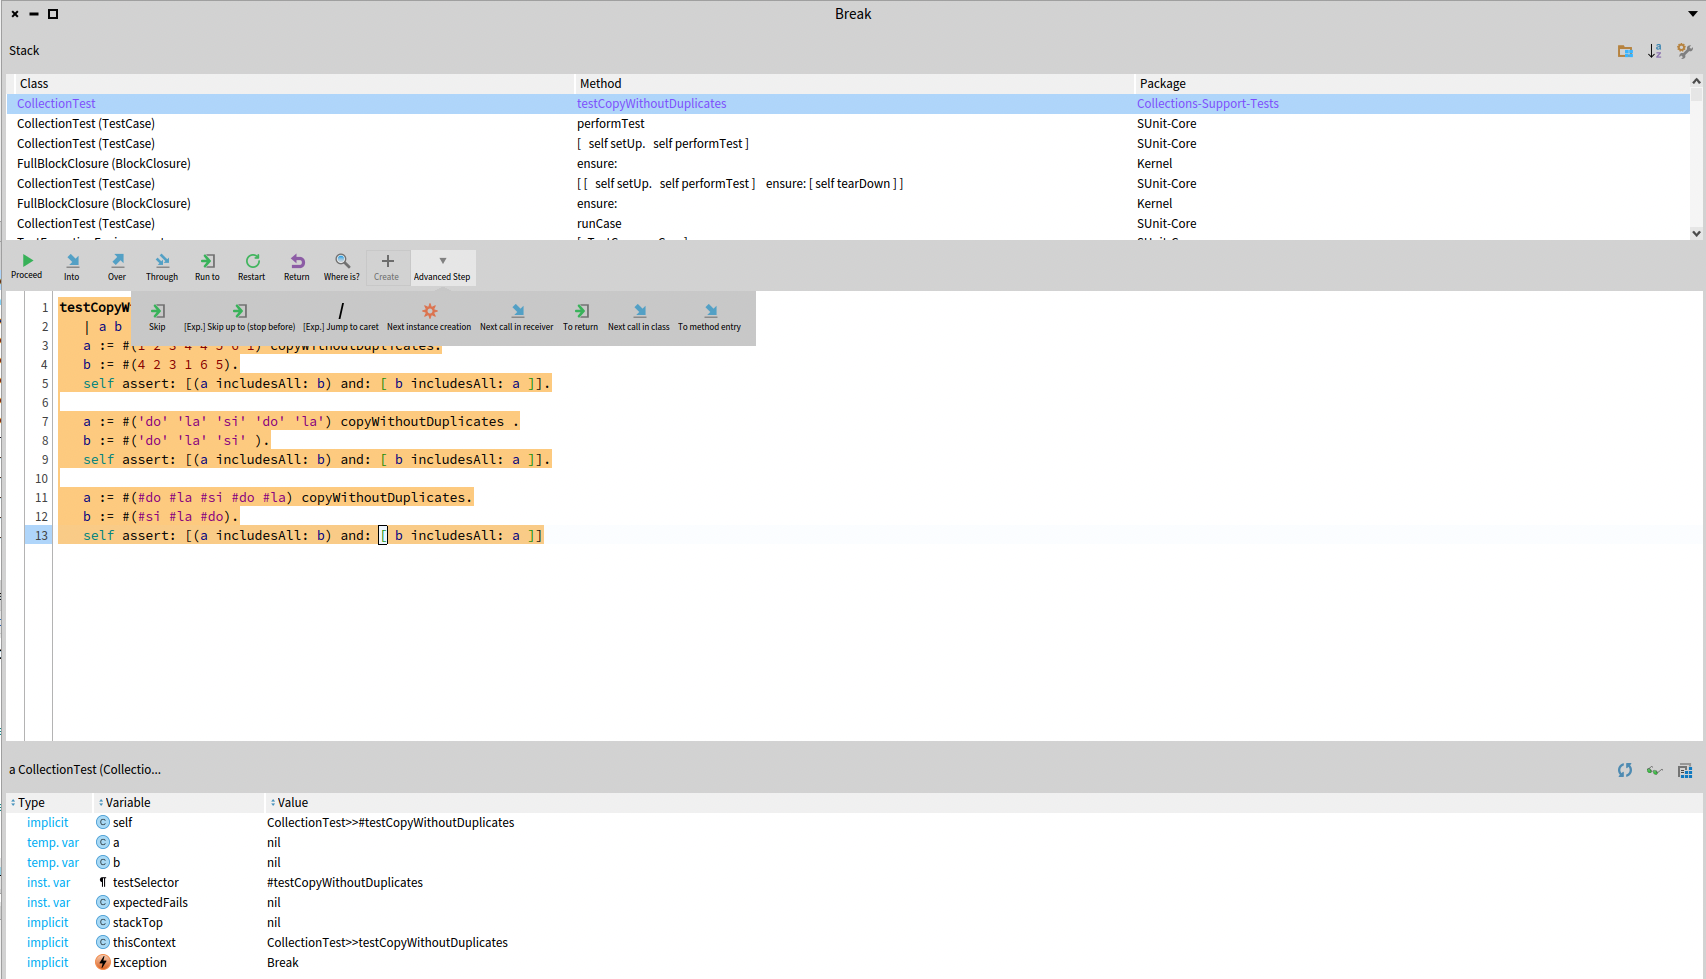 Break
Stack
Class Method Package
CollectionTest testCopyWithoutDuplicates Collections-Support-Tests
CollectionTest (TestCase) performTest SUnit-Core
CollectionTest (TestCase) [ self setUp. self performTest ] SUnit-Core
FullBlockClosure (BlockClosure) ensure: Kernel
CollectionTest (TestCase) [ [ self setUp. self performTest ] ensure: [ self tearDown ] ] SUnit-Core
FullBlockClosure (BlockClosure) ensure: Kernel
CollectionTest (TestCase) runCase SUnit-Core
Proceed Into Over Through Run to Restart Return Where is? Create Advanced Step
Skip [Exp.] Skip up to (stop before) [Exp.] Jump to caret Next instance creation Next call in receiver To return Next call in class To method entry
1 testCopyW
2 | a b
3 a := #(1 2 3 4 4 5 6 1) copyWithoutDuplicates.
4 b := #(4 2 3 1 6 5).
5 self assert: [(a includesAll: b) and: [ b includesAll: a ]].
6
7 a := #('do' 'la' 'si' 'do' 'la') copyWithoutDuplicates .
8 b := #('do' 'la' 'si' ).
9 self assert: [(a includesAll: b) and: [ b includesAll: a ]].
10
11 a := #(#do #la #si #do #la) copyWithoutDuplicates.
12 b := #(#si #la #do).
13 self assert: [(a includesAll: b) and: [ b includesAll: a ]]
a CollectionTest (Collectio...
Type Variable Value
implicit self CollectionTest>>#testCopyWithoutDuplicates
temp. var a nil
temp. var b nil
inst. var testSelector #testCopyWithoutDuplicates
inst. var expectedFails nil
implicit stackTop nil
implicit thisContext CollectionTest>>testCopyWithoutDuplicates
implicit Exception Break